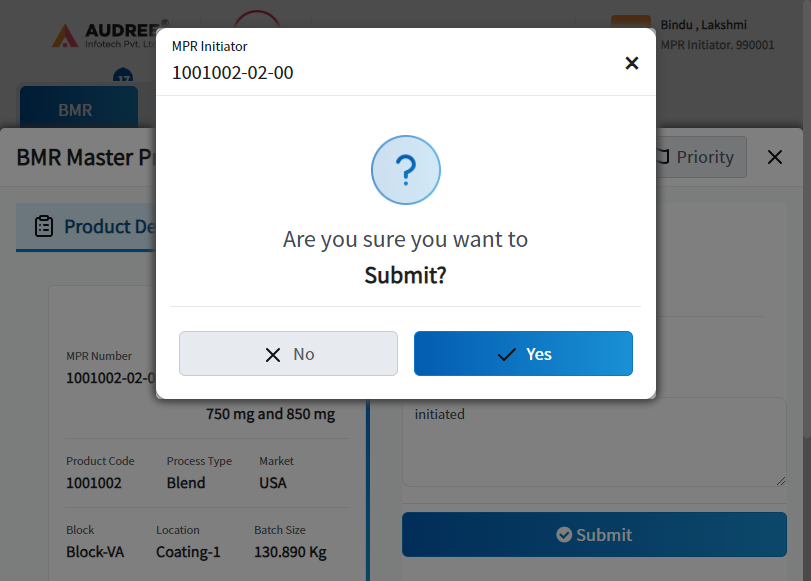 AUDREE
Infotech Pvt. Lt
Bindu , Lakshmi
MPR Initiator. 990001
17
BMR
MPR Initiator
1001002-02-00
BMR Master P
Priority
Product De
Are you sure you want to
Submit?
No
Yes
MPR Number
1001002-02-0
750 mg and 850 mg
initiated
Product Code
Process Type
Market
1001002
Blend
USA
Block
Location
Batch Size
Block-VA
Coating-1
130.890 Kg
Submit